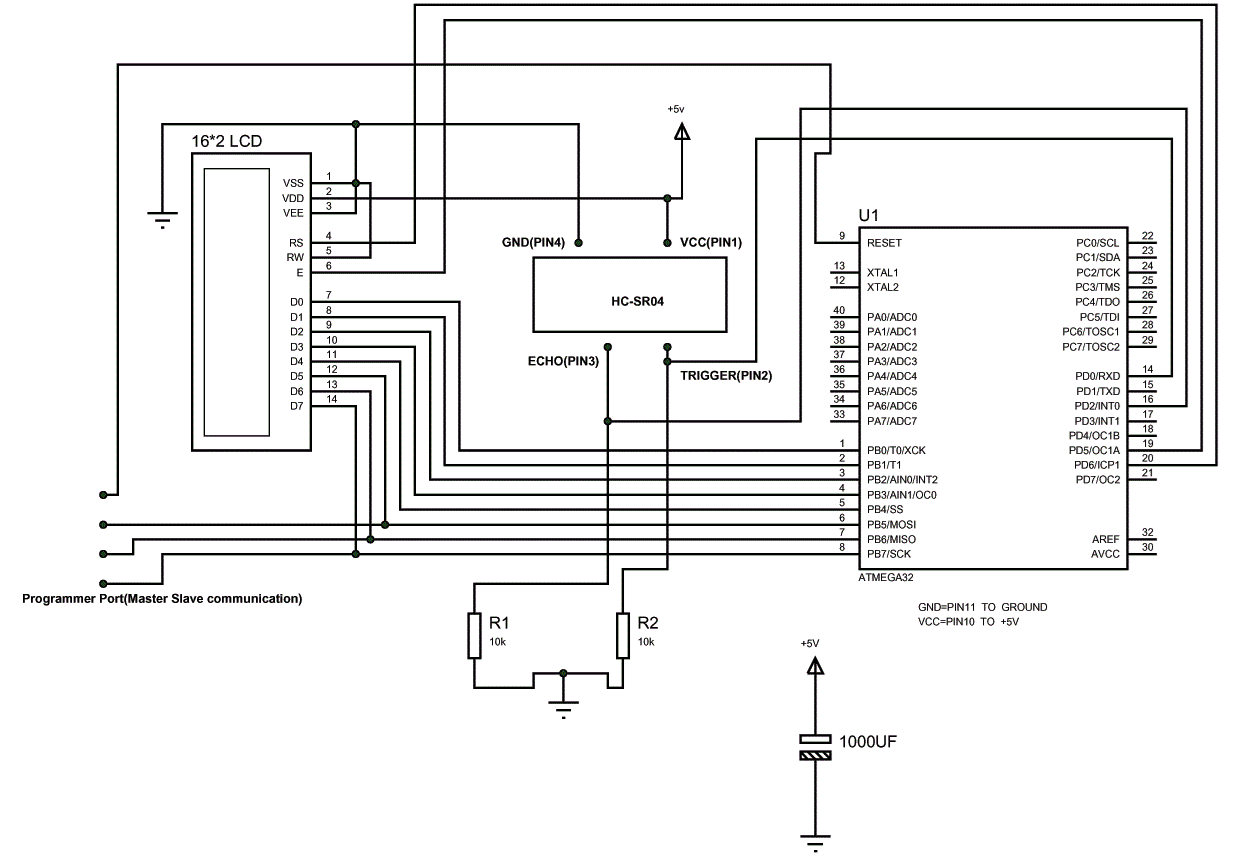 +5v
16*2 LCD
VSS 1
VDD 2
VEE 3
RS 4
RW 5
E 6
D0 7
D1 8
D2 9
D3 10
D4 11
D5 12
D6 13
D7 14
GND(PIN4)
VCC(PIN1)
HC-SR04
ECHO(PIN3)
TRIGGER(PIN2)
U1
9 RESET
13 XTAL1
12 XTAL2
40 PA0/ADC0
39 PA1/ADC1
38 PA2/ADC2
37 PA3/ADC3
36 PA4/ADC4
35 PA5/ADC5
34 PA6/ADC6
33 PA7/ADC7
1 PB0/T0/XCK
2 PB1/T1
3 PB2/AIN0/INT2
4 PB3/AIN1/OC0
5 PB4/SS
6 PB5/MOSI
7 PB6/MISO
8 PB7/SCK
PC0/SCL 22
PC1/SDA 23
PC2/TCK 24
PC3/TMS 25
PC4/TDO 26
PC5/TDI 27
PC6/TOSC1 28
PC7/TOSC2 29
PD0/RXD 14
PD1/TXD 15
PD2/INT0 16
PD3/INT1 17
PD4/OC1B 18
PD5/OC1A 19
PD6/ICP1 20
PD7/OC2 21
AREF 32
AVCC 30
ATMEGA32
Programmer Port(Master Slave communication)
GND=PIN11 TO GROUND
VCC=PIN10 TO +5V
R1
10k
R2
10k
+5V
1000UF